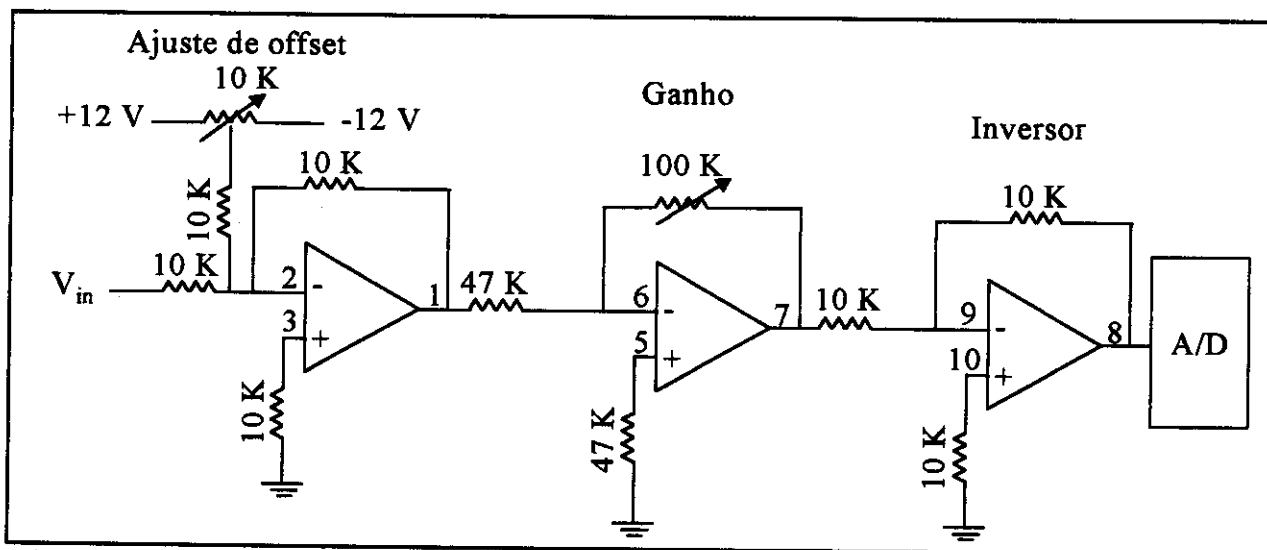 Ajuste de offset
10 K
+12 V
-12 V
10 K
10 K
V_in
10 K
2
-
3
+
1
10 K
Ganho
100 K
47 K
6
-
5
+
7
47 K
Inversor
10 K
10 K
9
-
10
+
8
10 K
A/D